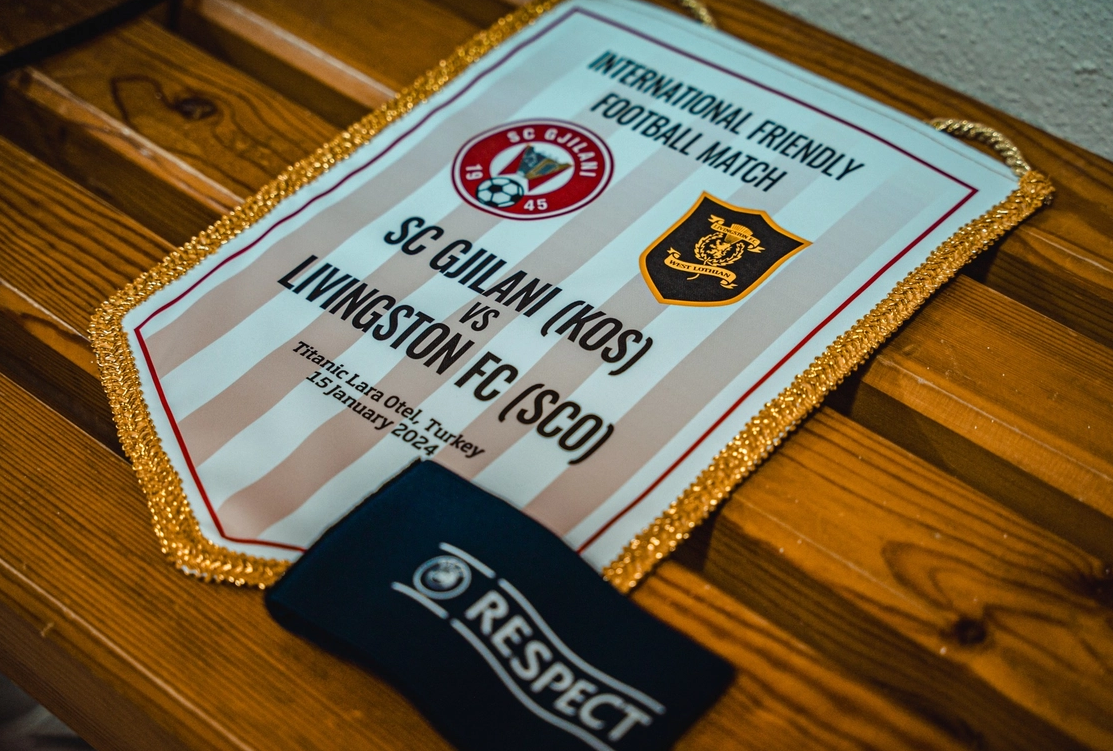 INTERNATIONAL FRIENDLY
FOOTBALL MATCH
SC GJILANI
19 45
LIVINGSTON F.C.
WEST LOTHIAN
SC GJILANI (KOS)
VS
LIVINGSTON FC (SCO)
Titanic Lara Otel, Turkey
15 January 2024
RESPECT